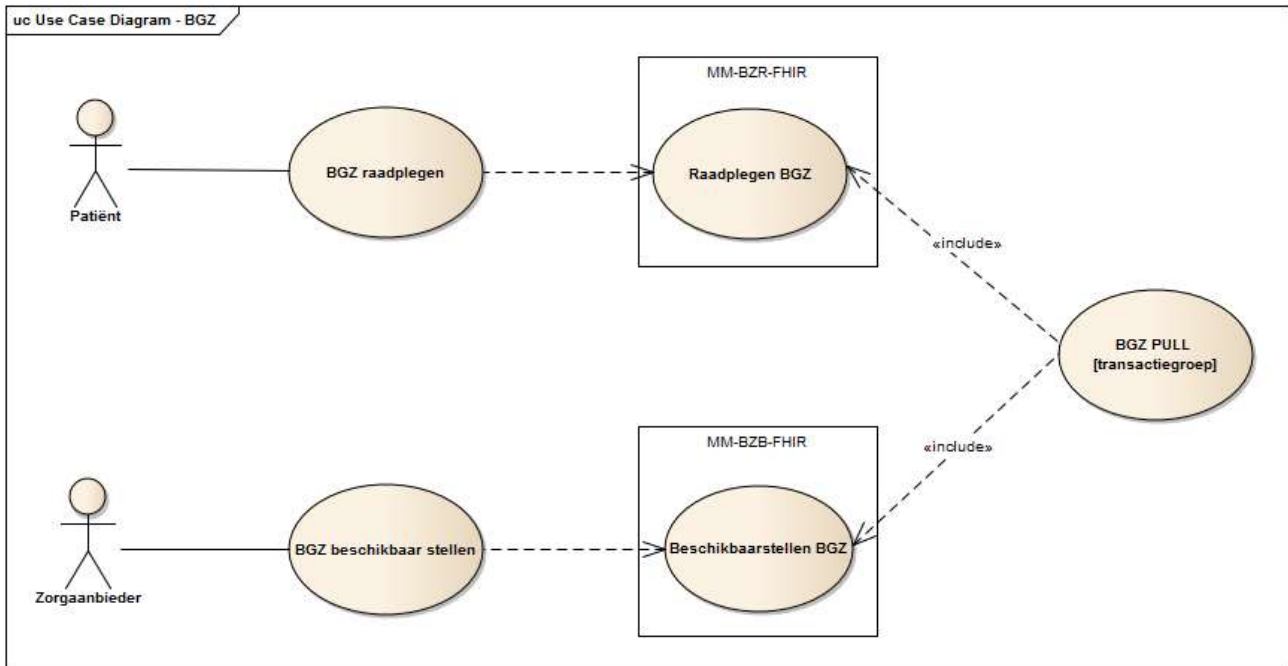 uc Use Case Diagram - BGZ
MM-BZR-FHIR
Patiënt
BGZ raadplegen
Raadplegen BGZ
«include»
BGZ PULL
[transactiegroep]
«include»
MM-BZB-FHIR
Zorgaanbieder
BGZ beschikbaar stellen
Beschikbaarstellen BGZ